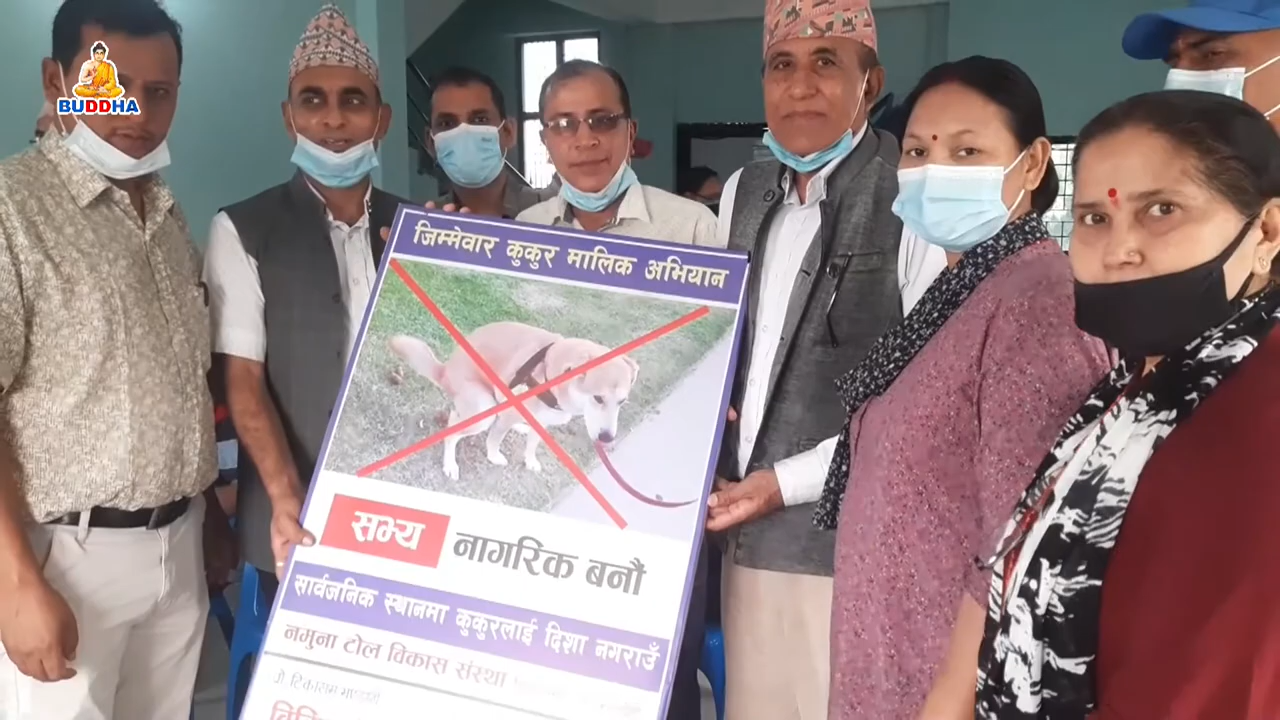 BUDDHA
जिम्मेवार कुकुर मालिक अभियान
सभ्य नागरिक बनौ
सार्वजनिक स्थानमा कुकुरलाई दिशा नगराउँ
नमुना टोल विकास संस्था